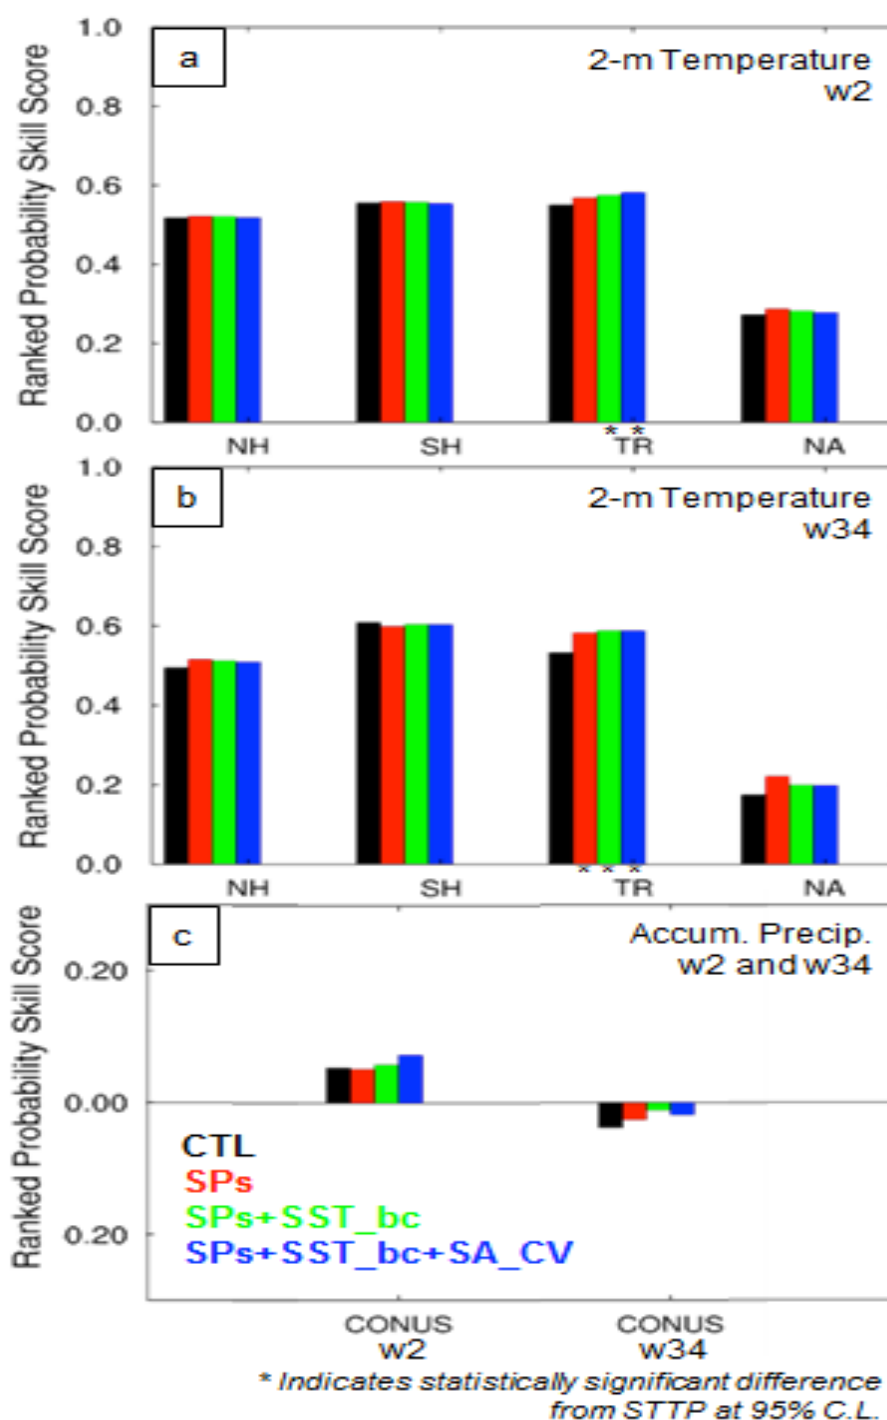 1.0
a
2-m Temperature
w2
0.8
0.6
0.4
0.2
0.0
Ranked Probability Skill Score
NH SH TR NA
* *
1.0
b
2-m Temperature
w34
0.8
0.6
0.4
0.2
0.0
Ranked Probability Skill Score
* * *
NH SH TR NA
c
Accum. Precip.
w2 and w34
0.20
0.00
0.20
Ranked Probability Skill Score
CTL
SPs
SPs+SST_bc
SPs+SST_bc+SA_CV
CONUS CONUS
w2 w34
* Indicates statistically significant difference
from STTP at 95% C.L.